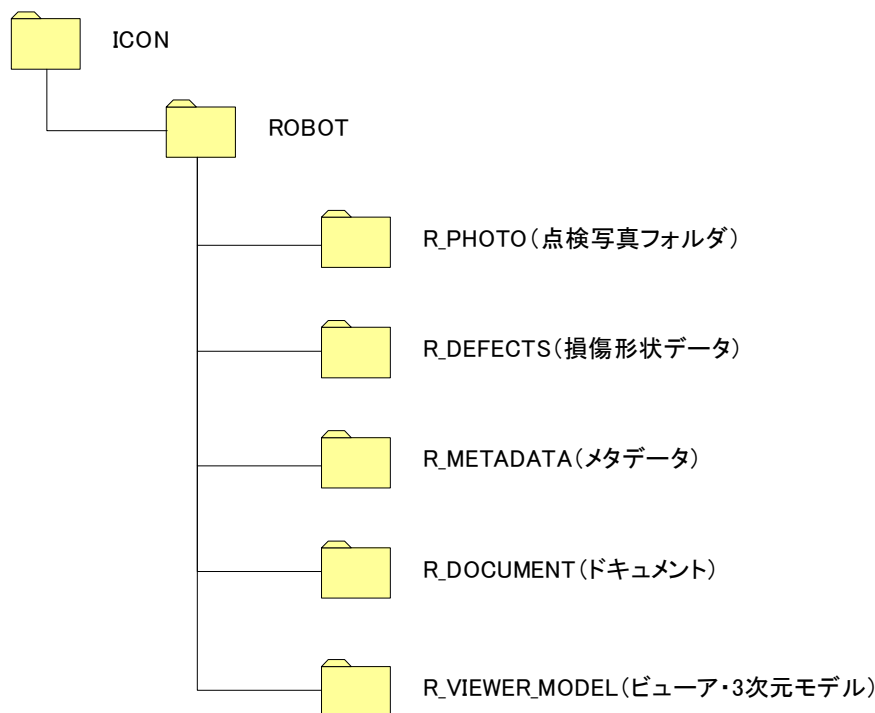 ICON
ROBOT
R_PHOTO（点検写真フォルダ）
R_DEFECTS（損傷形状データ）
R_METADATA（メタデータ）
R_DOCUMENT（ドキュメント）
R_VIEWER_MODEL（ビューア・3次元モデル）